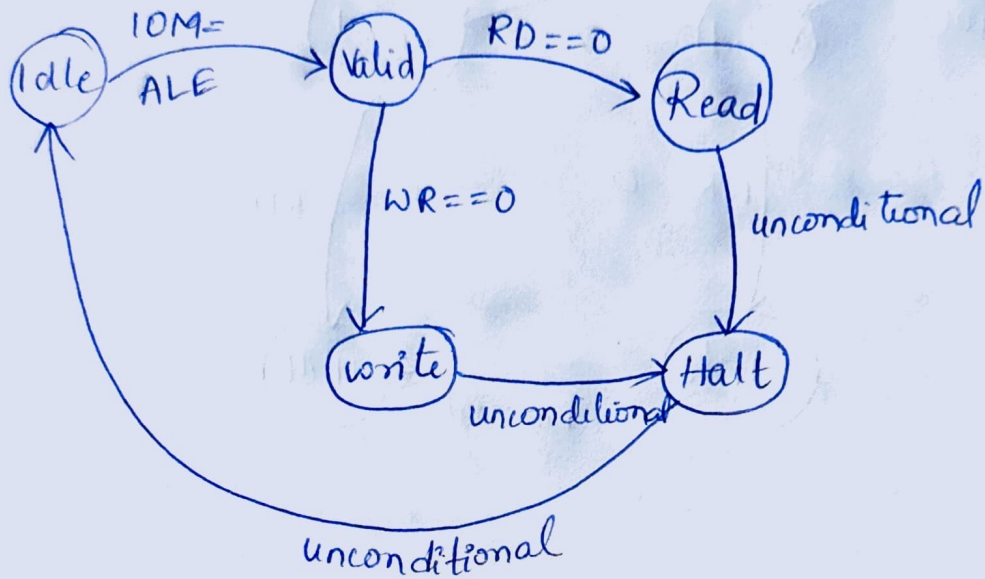 IOM=
ALE
Idle
Valid
RD==0
Read
WR==0
unconditional
write
unconditional
Halt
unconditional